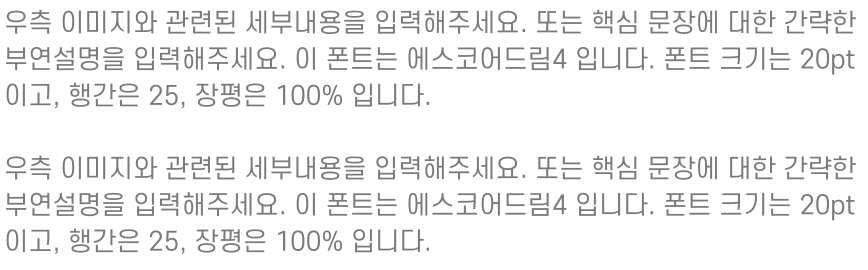 우측 이미지와 관련된 세부내용을 입력해주세요. 또는 핵심 문장에 대한 간략한
부연설명을 입력해주세요. 이 폰트는 에스코어드림4 입니다. 폰트 크기는 20pt
이고, 행간은 25, 장평은 100% 입니다.
우측 이미지와 관련된 세부내용을 입력해주세요. 또는 핵심 문장에 대한 간략한
부연설명을 입력해주세요. 이 폰트는 에스코어드림4 입니다. 폰트 크기는 20pt
이고, 행간은 25, 장평은 100% 입니다.